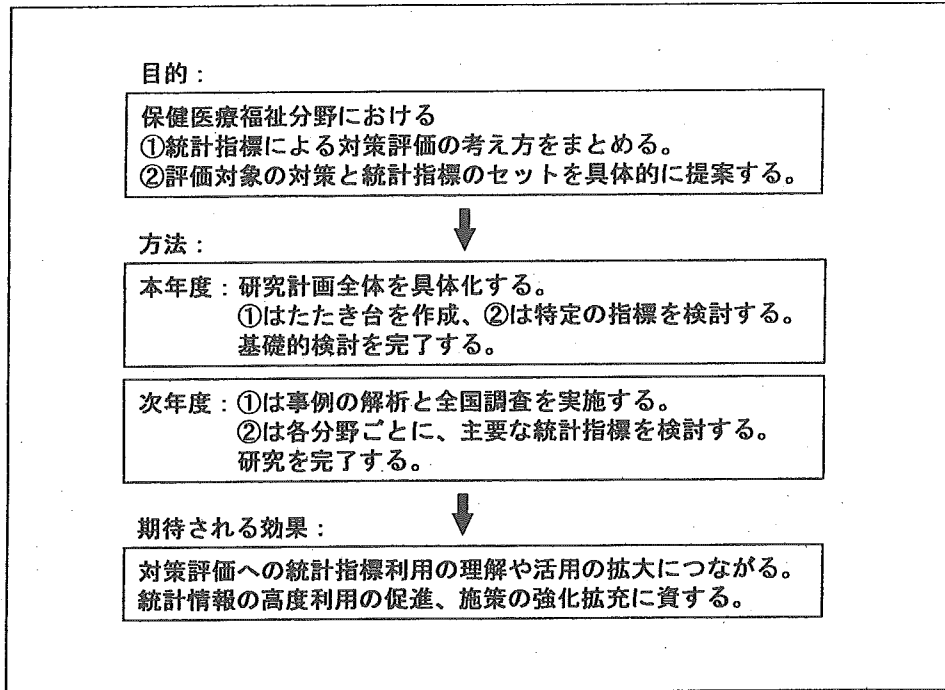 目的：
保健医療福祉分野における
①統計指標による対策評価の考え方をまとめる。
②評価対象の対策と統計指標のセットを具体的に提案する。
方法：
本年度：研究計画全体を具体化する。
①はたたき台を作成、②は特定の指標を検討する。
基礎的検討を完了する。
次年度：①は事例の解析と全国調査を実施する。
②は各分野ごとに、主要な統計指標を検討する。
研究を完了する。
期待される効果：
対策評価への統計指標利用の理解や活用の拡大につながる。
統計情報の高度利用の促進、施策の強化拡充に資する。